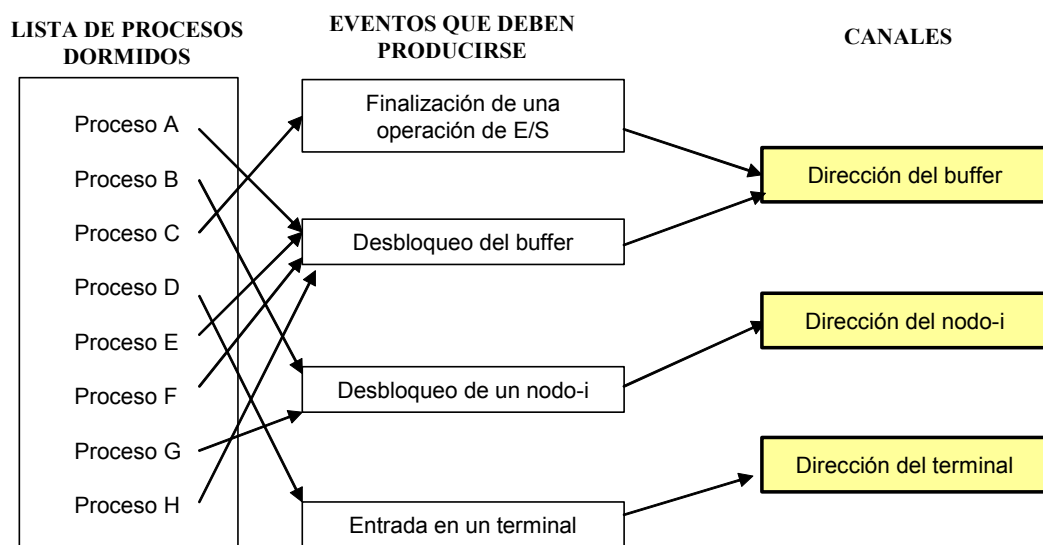 LISTA DE PROCESOS
DORMIDOS
Proceso A
Proceso B
Proceso C
Proceso D
Proceso E
Proceso F
Proceso G
Proceso H
EVENTOS QUE DEBEN
PRODUCIRSE
Finalización de una
operación de E/S
Desbloqueo del buffer
Desbloqueo de un nodo-i
Entrada en un terminal
CANALES
Dirección del buffer
Dirección del nodo-i
Dirección del terminal